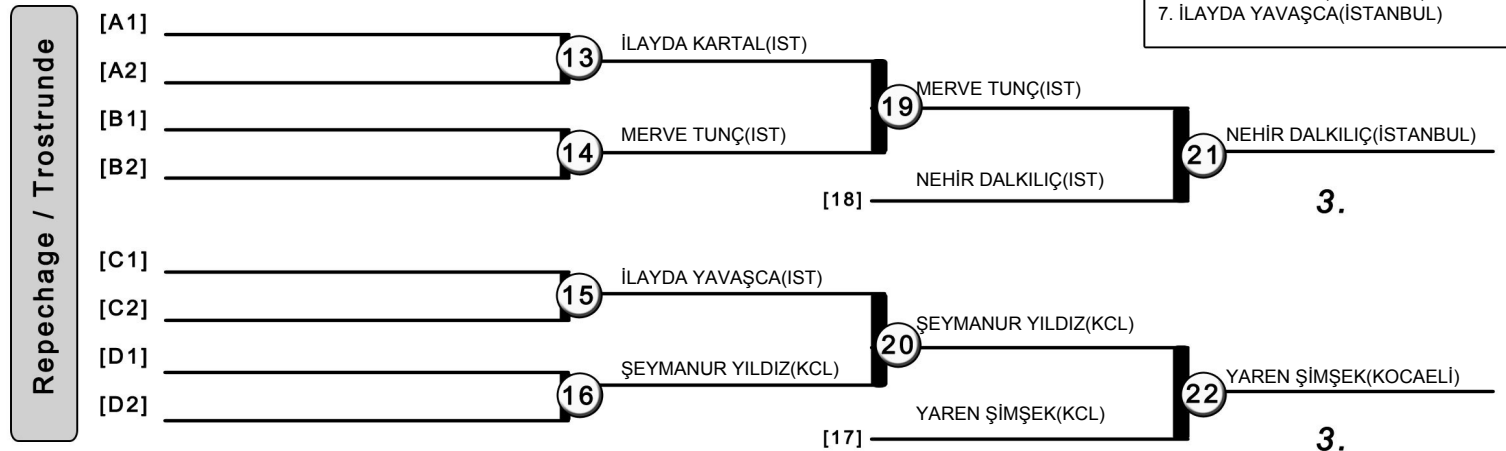 7. İLAYDA YAVAŞCA(İSTANBUL)
Repechage / Trostrunde
[A1]
13
İLAYDA KARTAL(IST)
[A2]
19
MERVE TUNÇ(IST)
[B1]
14
MERVE TUNÇ(IST)
21
NEHİR DALKILIÇ(İSTANBUL)
[B2]
[18]
NEHİR DALKILIÇ(IST)
3.
[C1]
15
İLAYDA YAVAŞCA(IST)
[C2]
20
ŞEYMANUR YILDIZ(KCL)
[D1]
16
ŞEYMANUR YILDIZ(KCL)
22
YAREN ŞİMŞEK(KOCAELİ)
[D2]
[17]
YAREN ŞİMŞEK(KCL)
3.